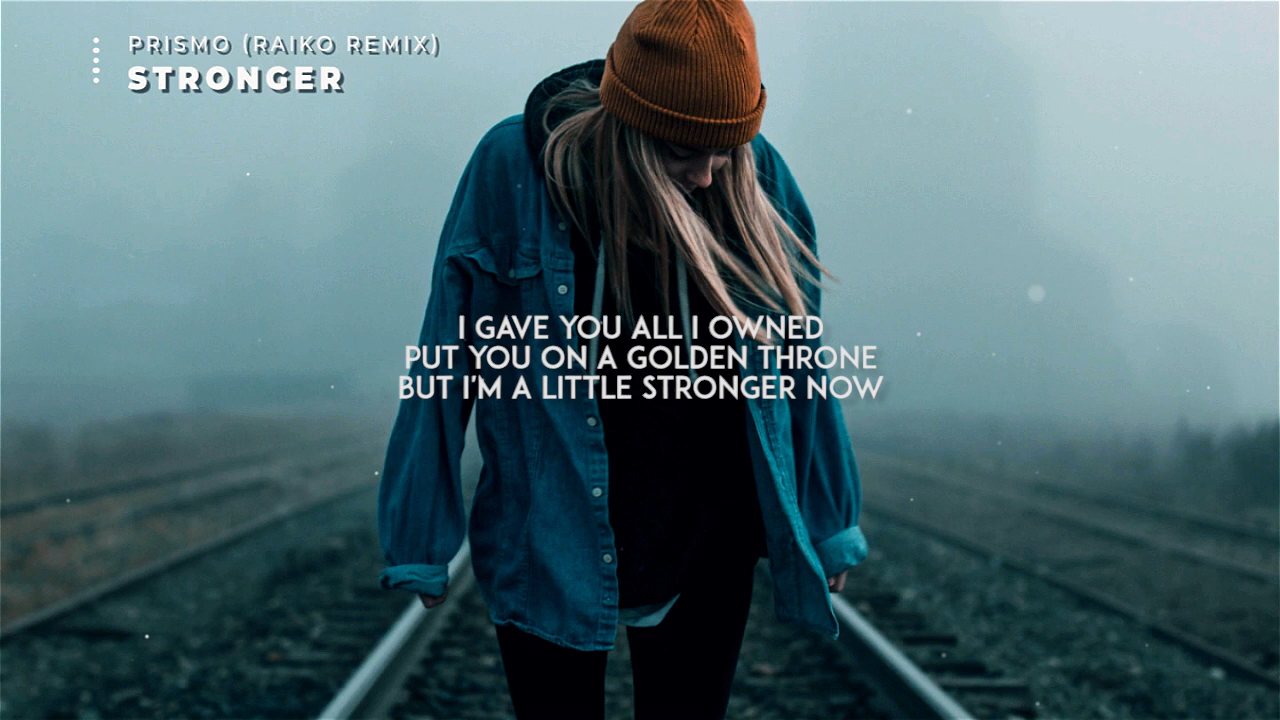 PRISMO (RAIKO REMIX)
STRONGER
I GAVE YOU ALL I OWNED
PUT YOU ON A GOLDEN THRONE
BUT I'M A LITTLE STRONGER NOW